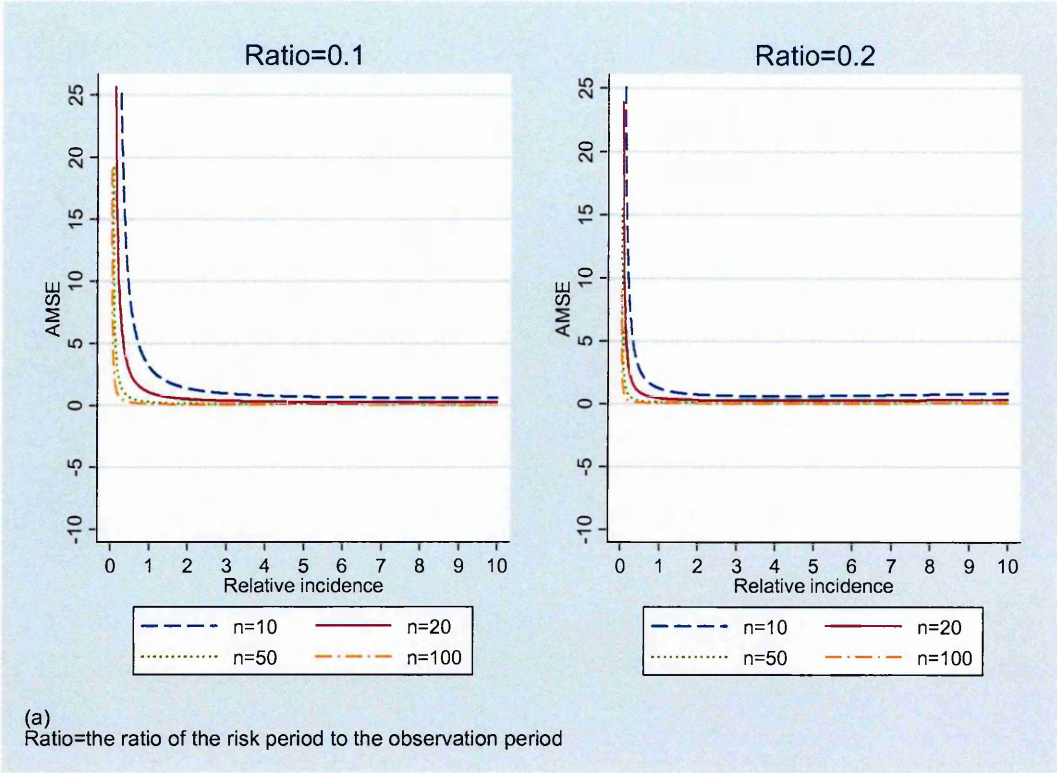 Ratio=0.1
AMSE
25
20
15
10
5
0
-5
-10
0 1 2 3 4 5 6 7 8 9 10
Relative incidence
n=10 n=20
n=50 n=100
Ratio=0.2
AMSE
25
20
15
10
5
0
-5
-10
0 1 2 3 4 5 6 7 8 9 10
Relative incidence
n=10 n=20
n=50 n=100
(a)
Ratio=the ratio of the risk period to the observation period